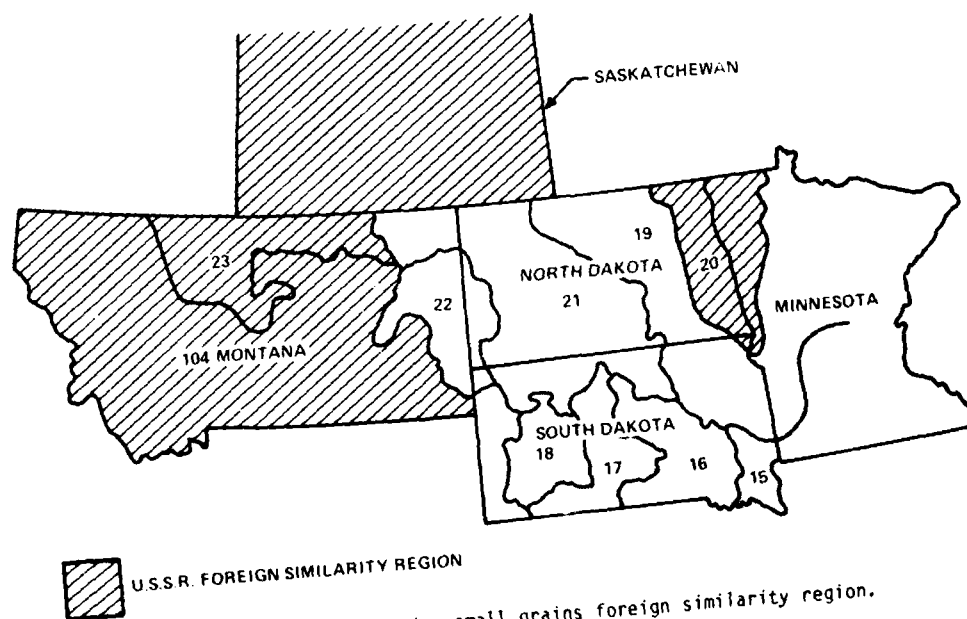 SASKATCHEWAN
19
23
20
NORTH DAKOTA
22
21
MINNESOTA
104 MONTANA
SOUTH DAKOTA
18
17
16
15
U.S.S.R. FOREIGN SIMILARITY REGION
small grains foreign similarity region.